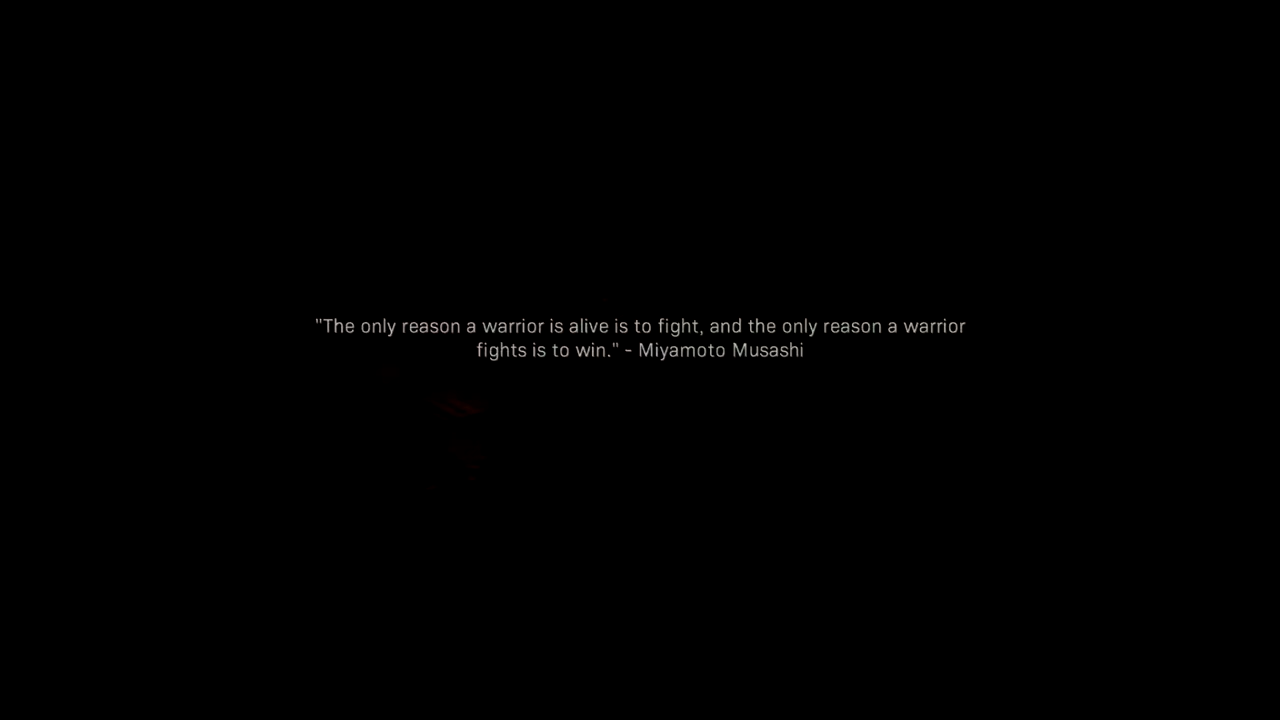 "The only reason a warrior is alive is to fight, and the only reason a warrior
fights is to win." - Miyamoto Musashi